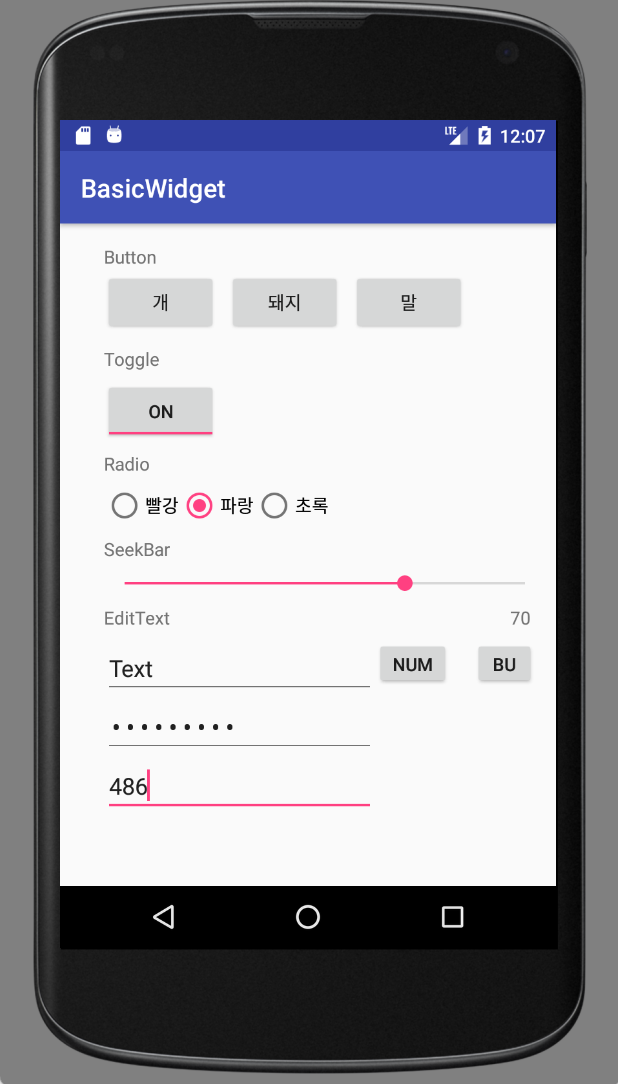 LTE 12:07
BasicWidget
Button
개 돼지 말
Toggle
ON
Radio
빨강 파랑 초록
SeekBar
EditText 70
Text NUM BU
•••••••••
486